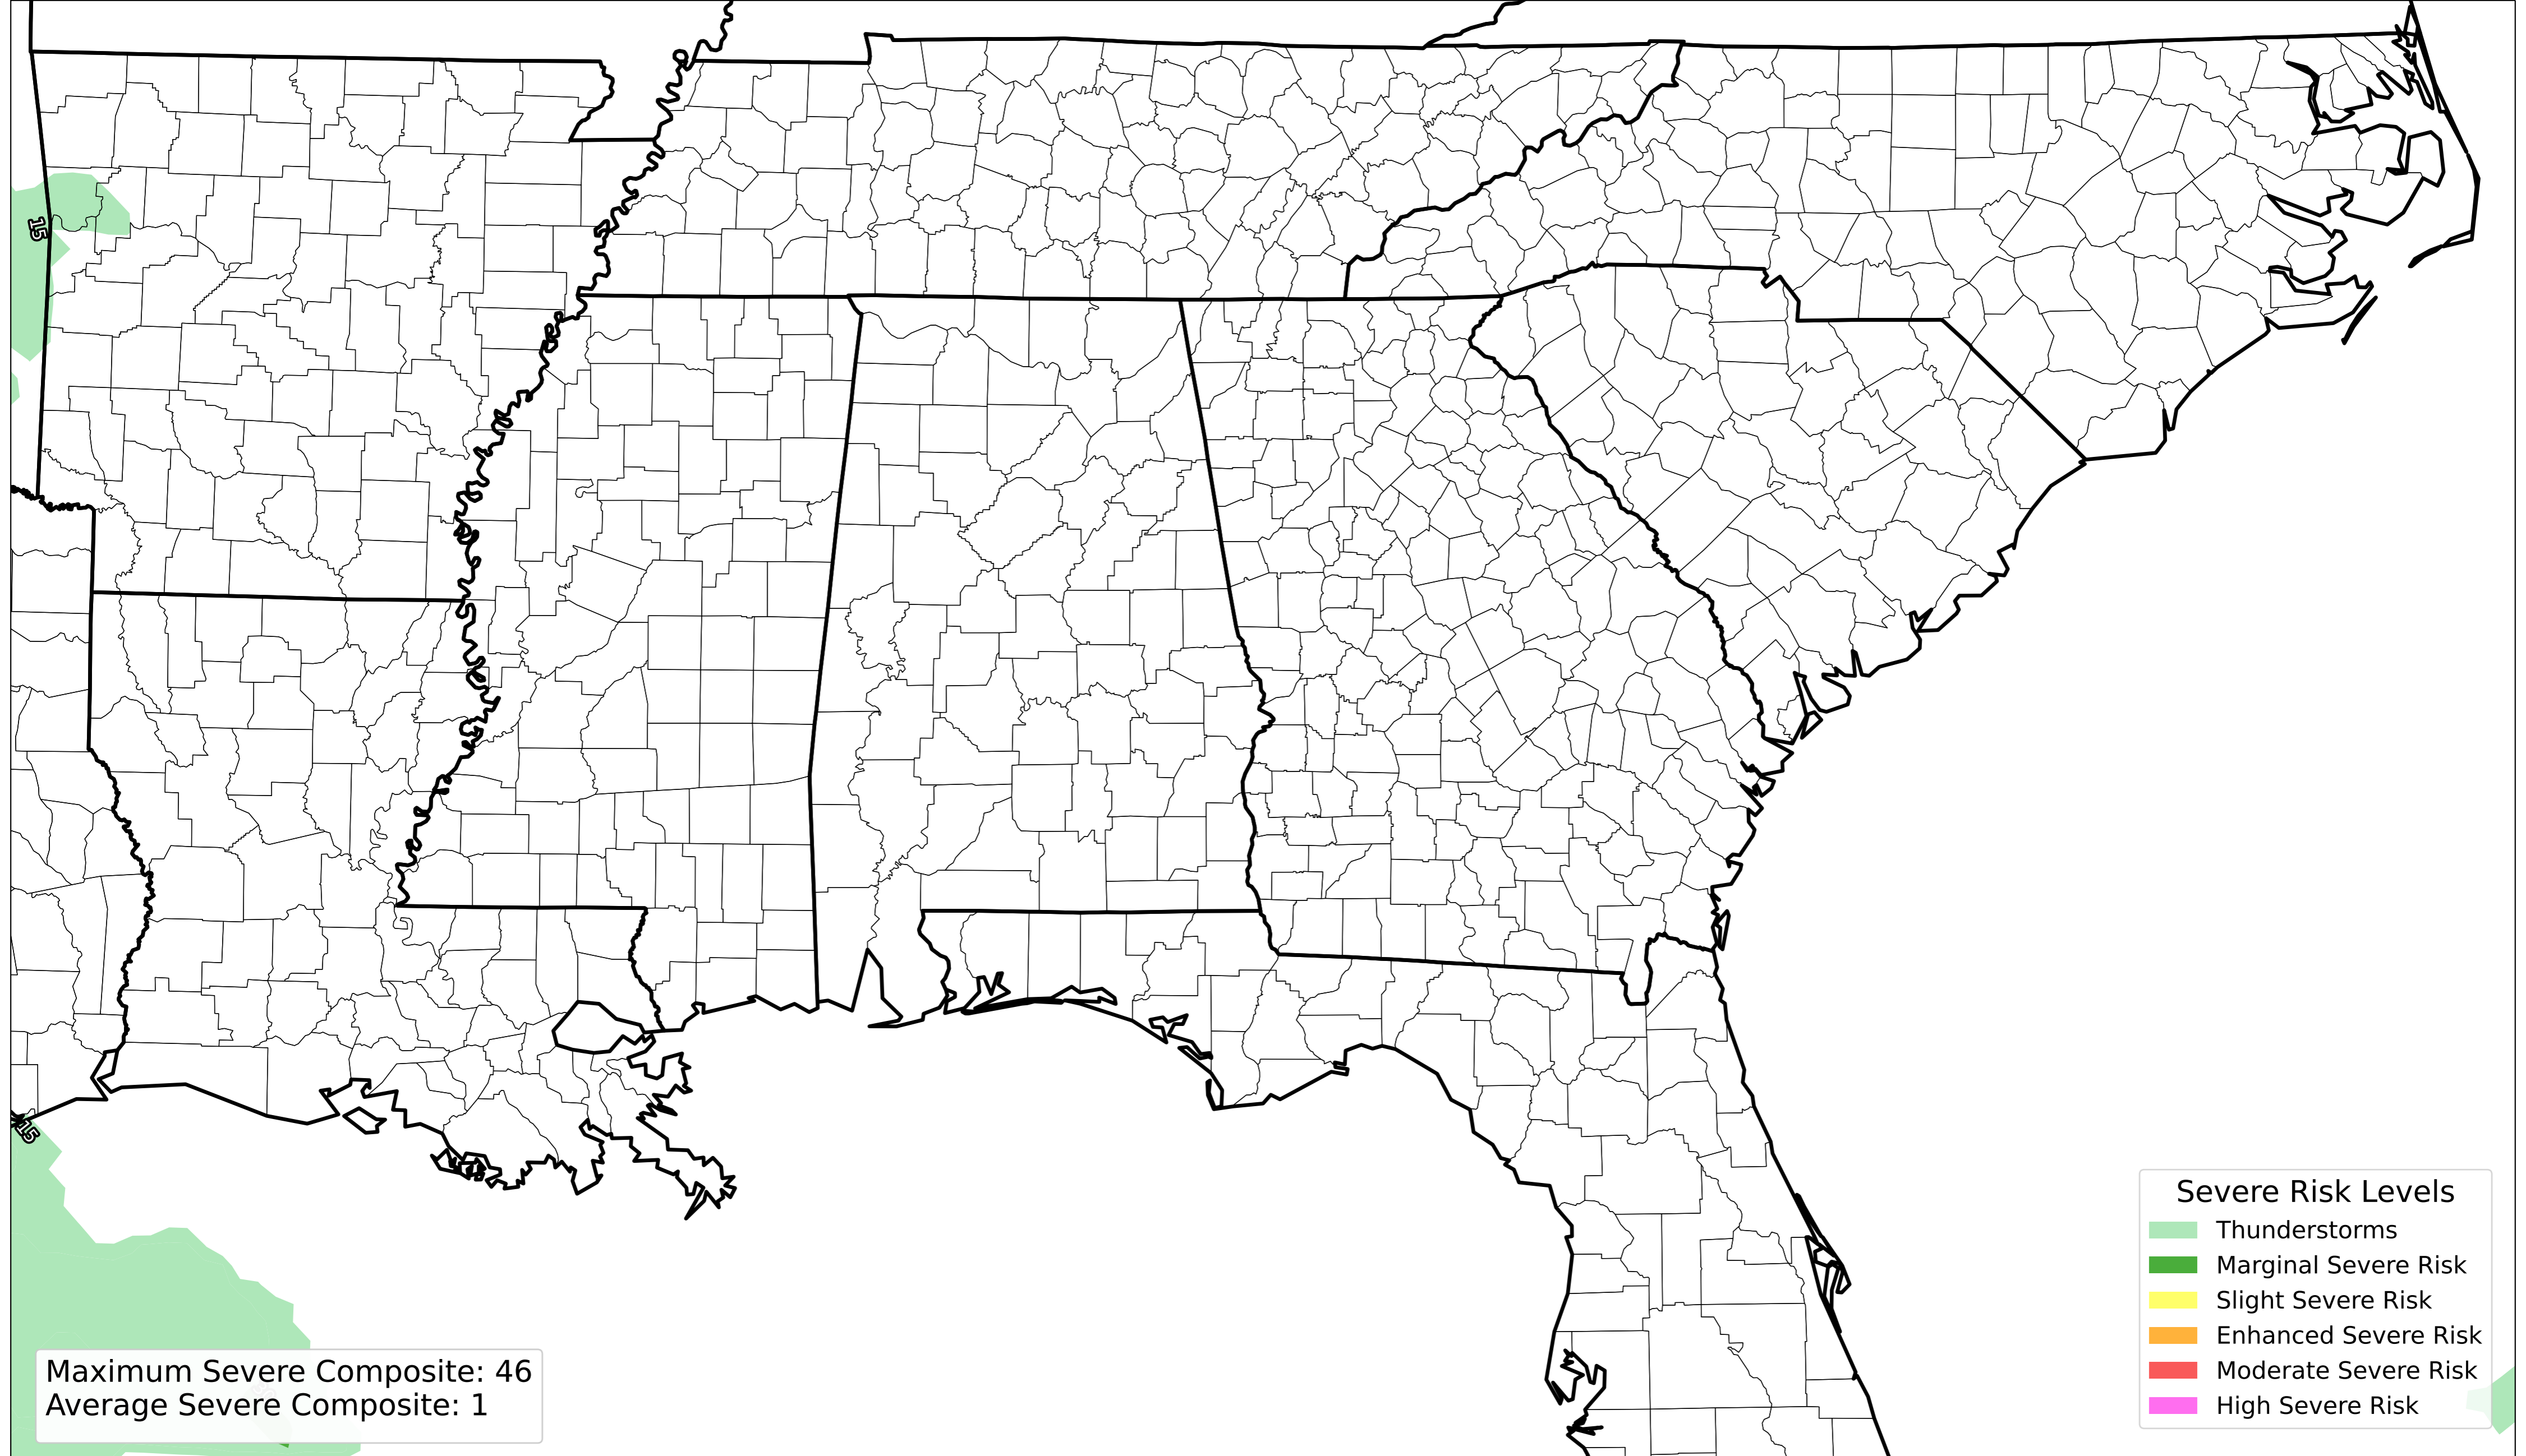 15
15
Maximum Severe Composite: 46
Average Severe Composite: 1
Severe Risk Levels
Thunderstorms
Marginal Severe Risk
Slight Severe Risk
Enhanced Severe Risk
Moderate Severe Risk
High Severe Risk